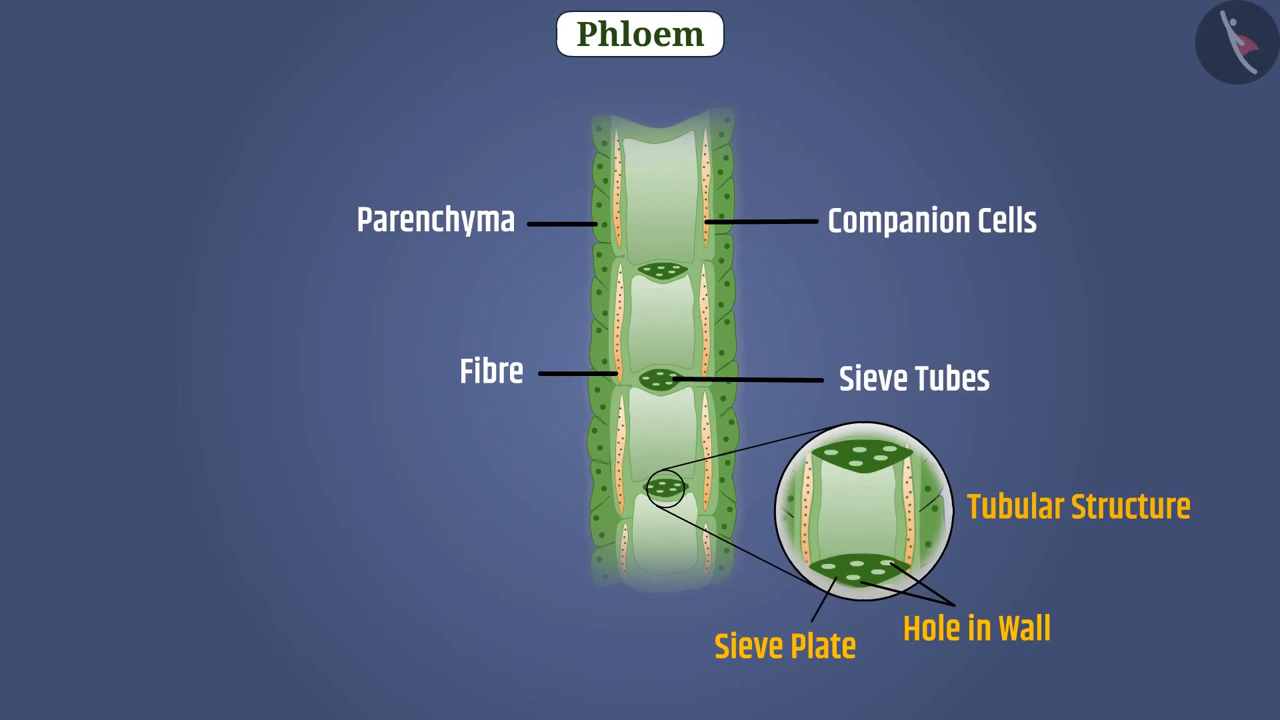 Phloem
Parenchyma
Companion Cells
Fibre
Sieve Tubes
Tubular Structure
Hole in Wall
Sieve Plate